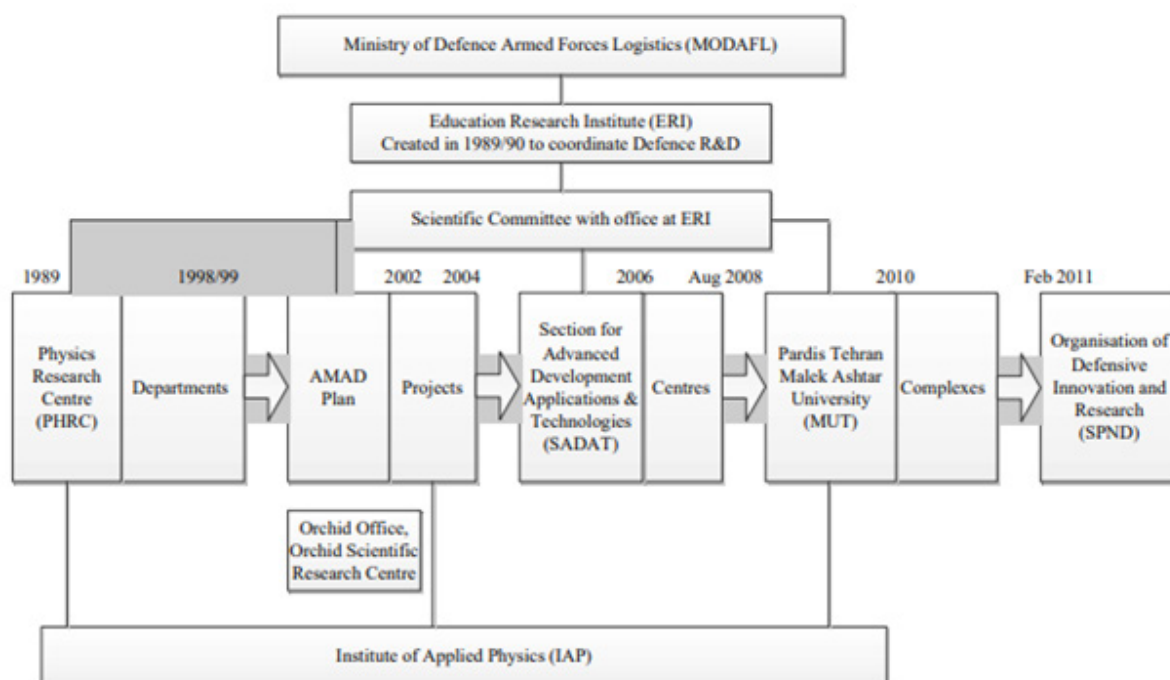 Ministry of Defence Armed Forces Logistics (MODAFL)
Education Research Institute (ERI)
Created in 1989/90 to coordinate Defence R&D
Scientific Committee with office at ERI
1989
1998/99
2002
2004
2006
Aug 2008
2010
Feb 2011
Physics
Research
Centre
(PHRC)
Departments
AMAD
Plan
Projects
Section for
Advanced
Development
Applications &
Technologies
(SADAT)
Centres
Pardis Tehran
Malek Ashtar
University
(MUT)
Complexes
Organisation of
Defensive
Innovation and
Research
(SPND)
Orchid Office,
Orchid Scientific
Research Centre
Institute of Applied Physics (IAP)